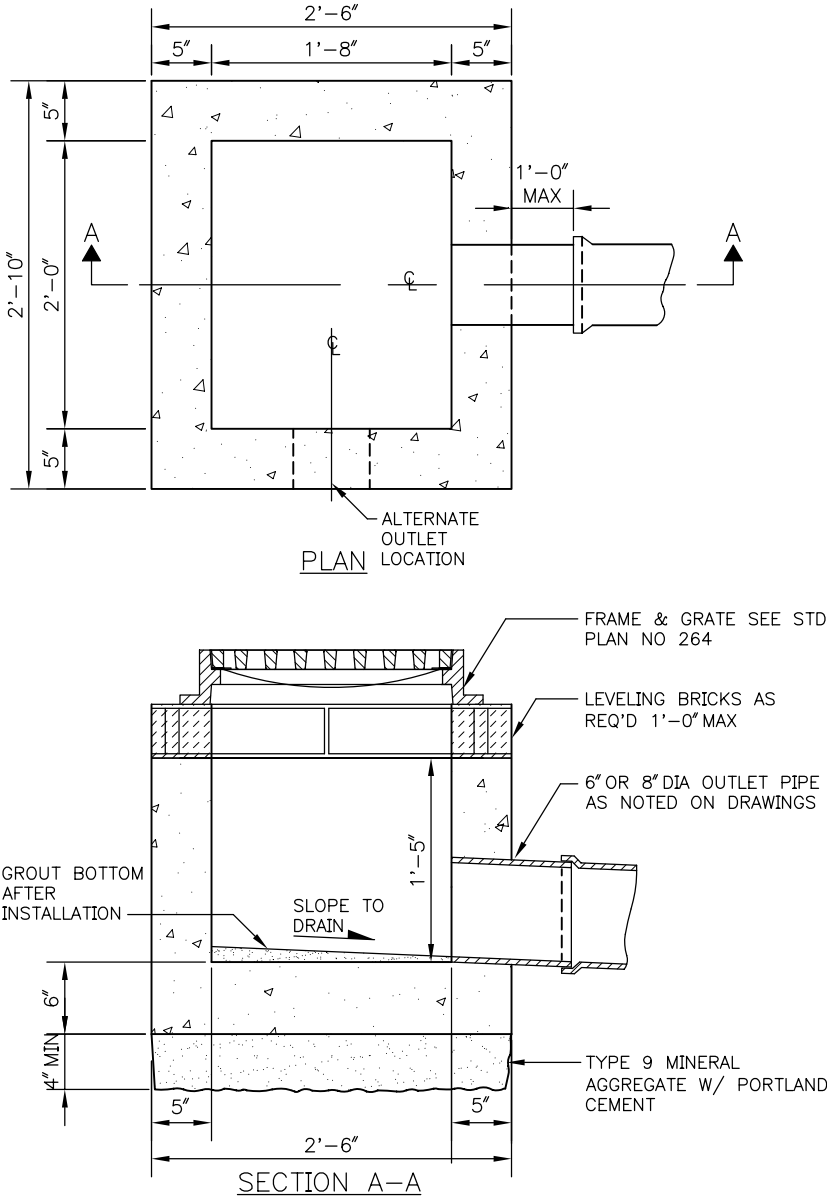 2'-6"
5" 1'-8" 5"
5"
1'-0"
MAX
A A
2'-10"
2'-0"
℄
℄
5"
ALTERNATE
OUTLET
LOCATION
PLAN
FRAME & GRATE SEE STD
PLAN NO 264
LEVELING BRICKS AS
REQ'D 1'-0" MAX
6" OR 8" DIA OUTLET PIPE
AS NOTED ON DRAWINGS
1'-5"
GROUT BOTTOM
AFTER
INSTALLATION
SLOPE TO
DRAIN
6"
4" MIN
TYPE 9 MINERAL
AGGREGATE W/ PORTLAND
CEMENT
5" 5"
2'-6"
SECTION A-A